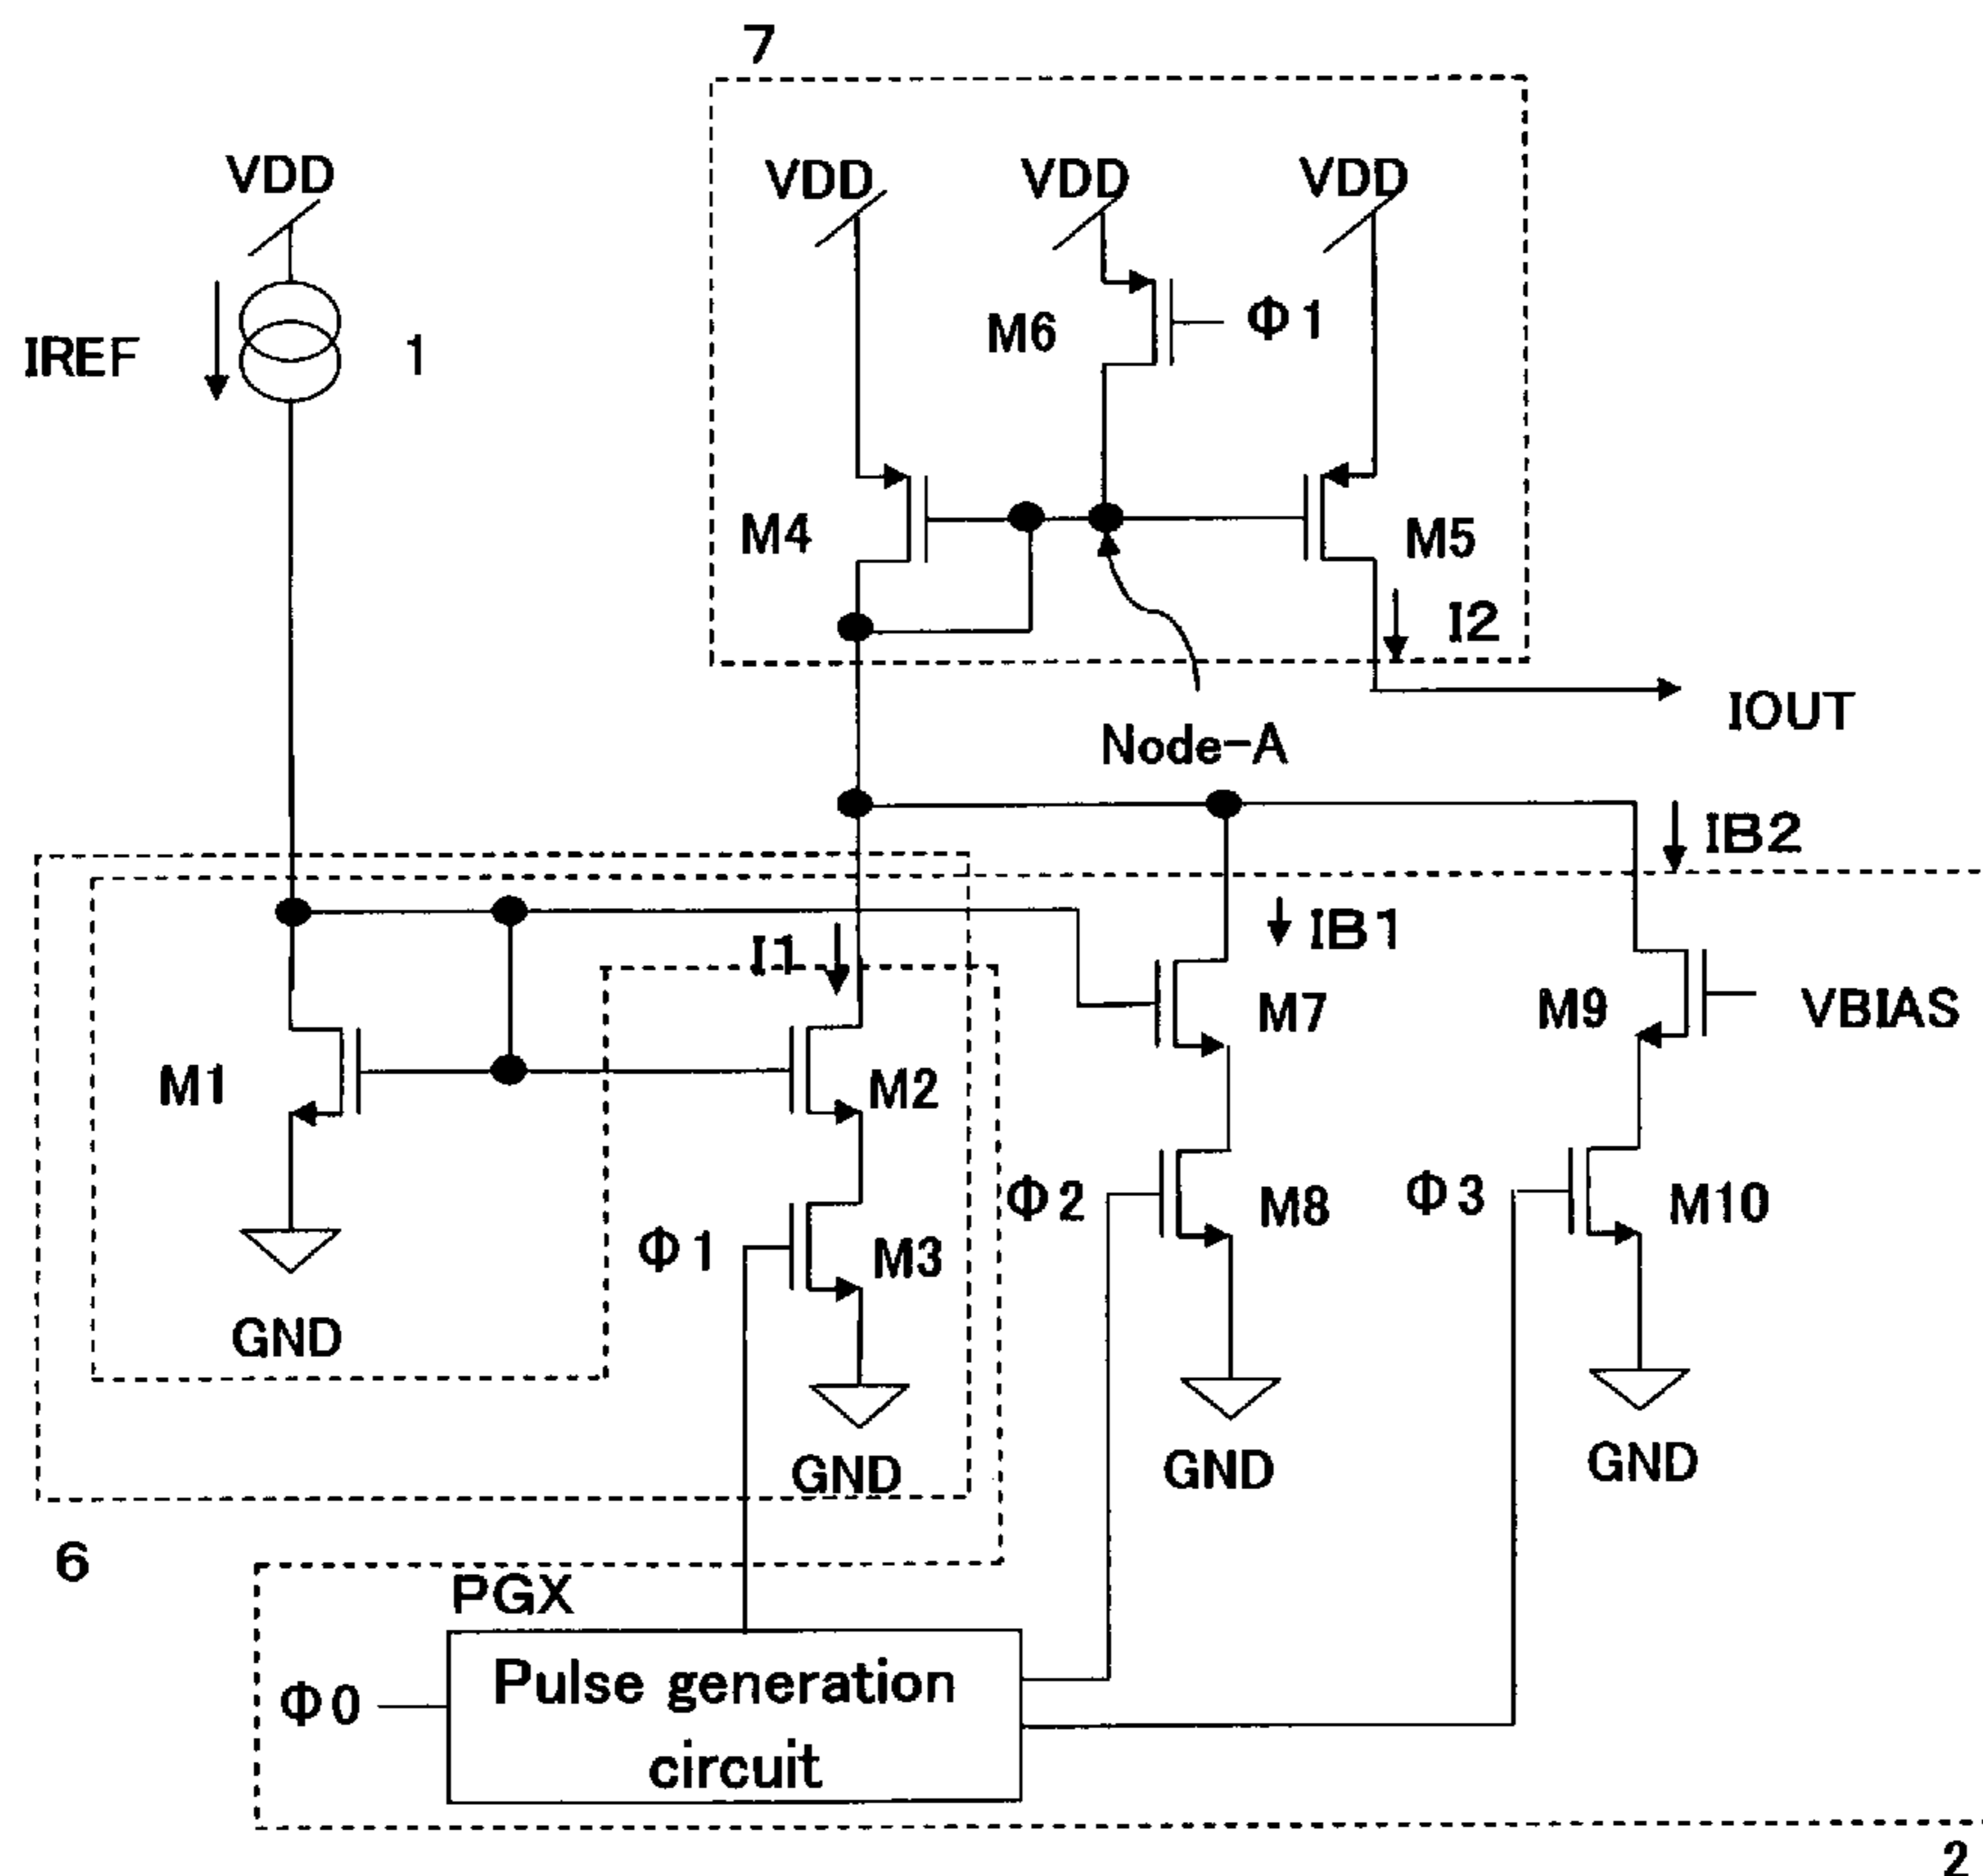 7
VDD
VDD
VDD
VDD
IREF
1
M6
Φ1
M4
M5
I2
IOUT
Node-A
IB2
I1
IB1
M1
M2
M7
M9
VBIAS
Φ1
M3
Φ2
M8
Φ3
M10
GND
GND
GND
GND
6
PGX
Φ0
Pulse generation
circuit
2